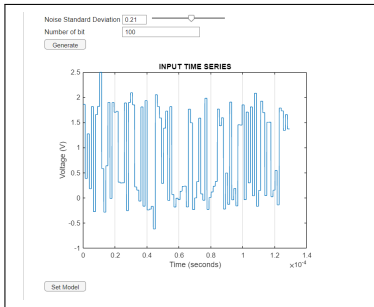 Noise Standard Deviation 0.21
Number of bit 100
Generate
INPUT TIME SERIES
Voltage (V)
2.5
2
1.5
1
0.5
0
-0.5
-1
0 0.2 0.4 0.6 0.8 1 1.2 1.4
Time (seconds) ×10-4
Set Model